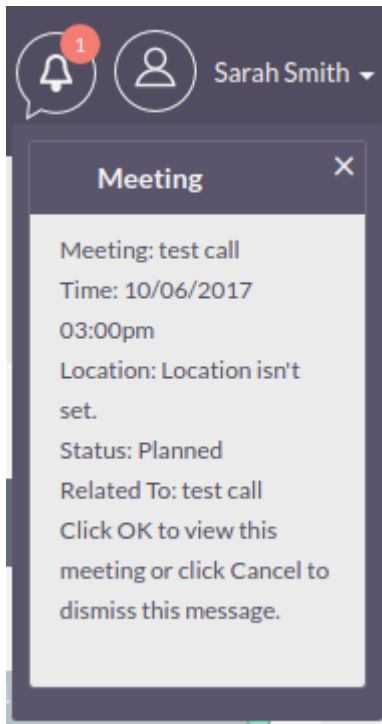 1
Sarah Smith
Meeting
Meeting: test call
Time: 10/06/2017
03:00pm
Location: Location isn't
set.
Status: Planned
Related To: test call
Click OK to view this
meeting or click Cancel to
dismiss this message.